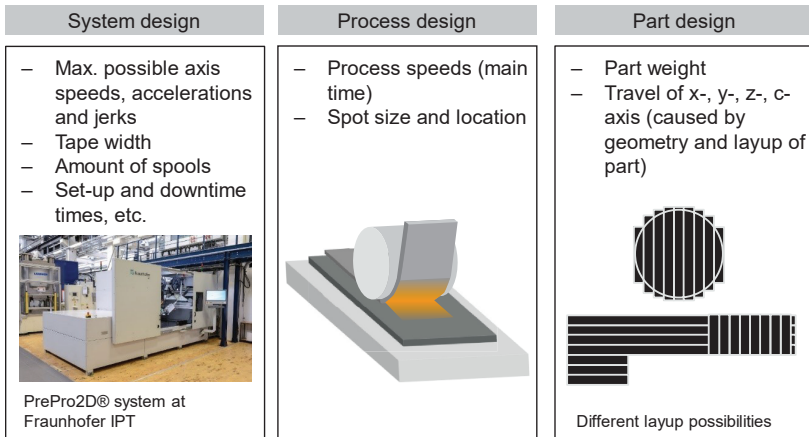 System design
– Max. possible axis
speeds, accelerations
and jerks
– Tape width
– Amount of spools
– Set-up and downtime
times, etc.
PrePro2D® system at
Fraunhofer IPT
Process design
– Process speeds (main
time)
– Spot size and location
Part design
– Part weight
– Travel of x-, y-, z-, c-
axis (caused by
geometry and layup of
part)
Different layup possibilities